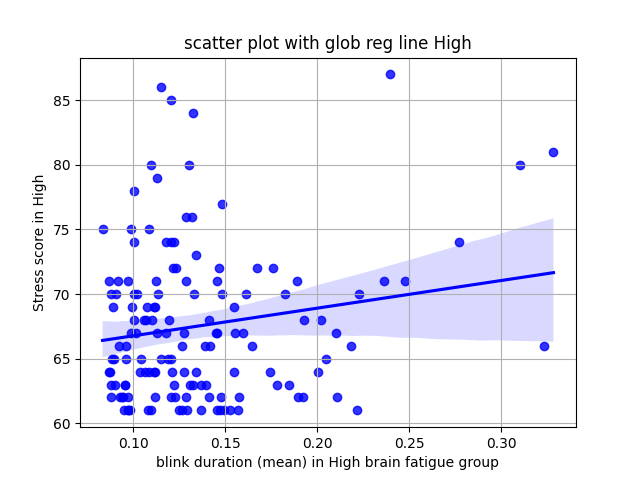 scatter plot with glob reg line High
85
80
75
70
65
60
Stress score in High
0.10 0.15 0.20 0.25 0.30
blink duration (mean) in High brain fatigue group